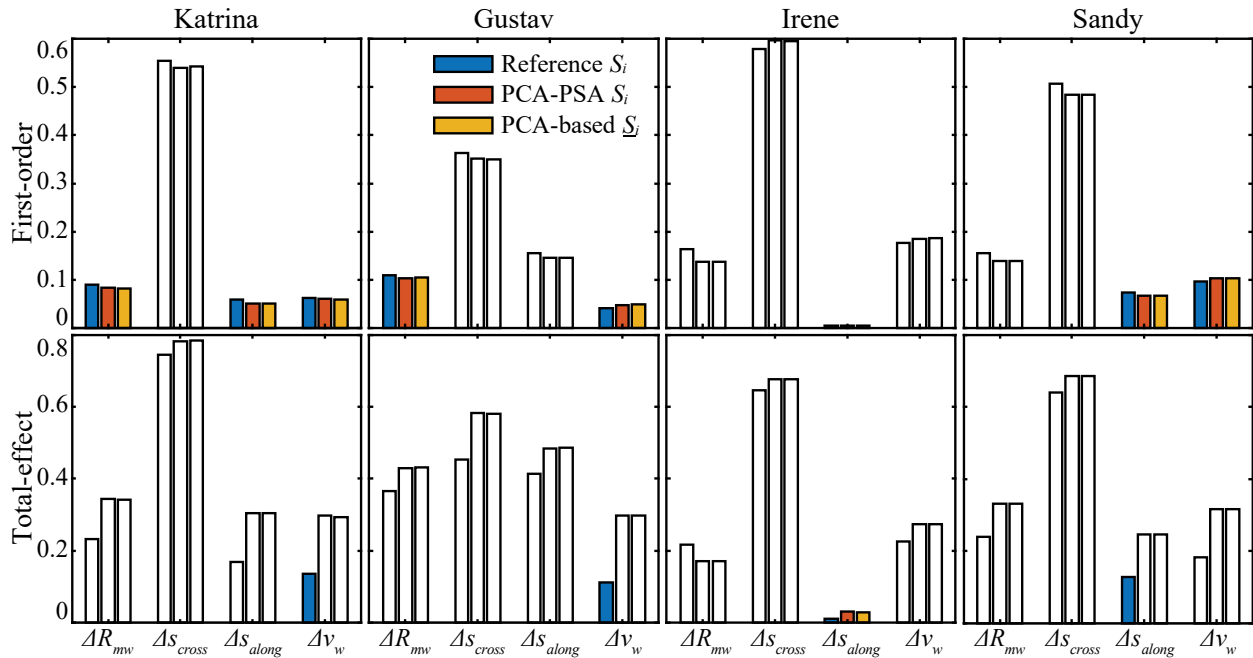 Katrina Gustav Irene Sandy
First-order
0.6
0.5
0.4
0.3
0.2
0.1
0
Reference S_i
PCA-PSA S_i
PCA-based S_i
Total-effect
0.8
0.6
0.4
0.2
0
ΔR_mw Δs_cross Δs_along Δv_w ΔR_mw Δs_cross Δs_along Δv_w ΔR_mw Δs_cross Δs_along Δv_w ΔR_mw Δs_cross Δs_along Δv_w